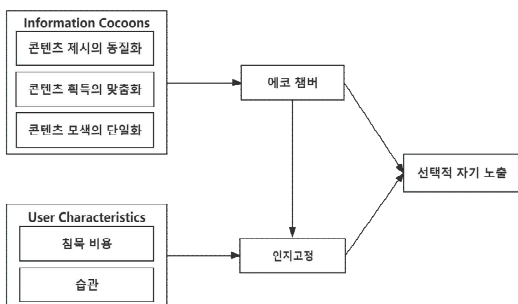 Information Cocoons
콘텐츠 제시의 동질화
콘텐츠 획득의 맞춤화
콘텐츠 모색의 단일화
에코 챔버
선택적 자기 노출
User Characteristics
침묵 비용
습관
인지고정